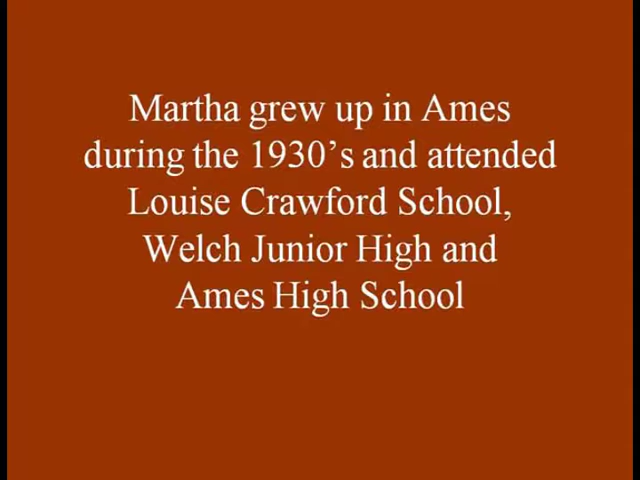 Martha grew up in Ames
during the 1930’s and attended
Louise Crawford School,
Welch Junior High and
Ames High School